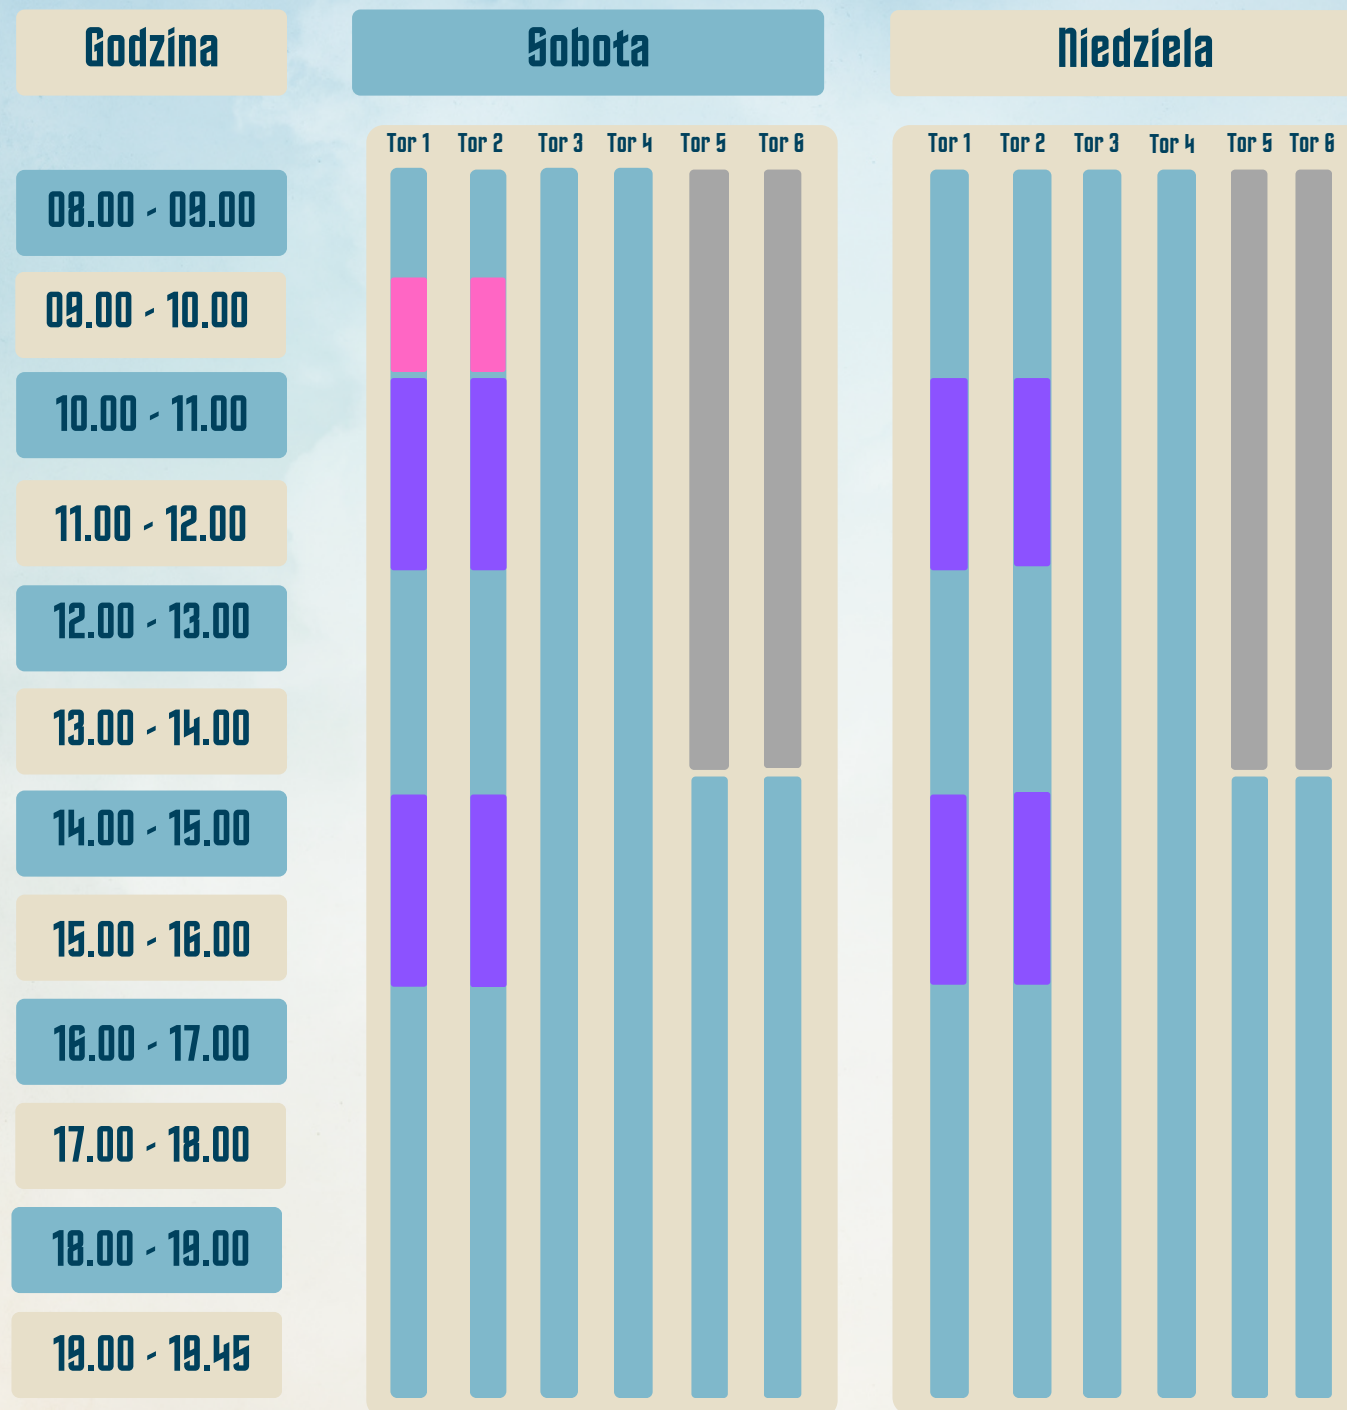 Godzina Sobota Niedziela
Tor 1 Tor 2 Tor 3 Tor 4 Tor 5 Tor 6 Tor 1 Tor 2 Tor 3 Tor 4 Tor 5 Tor 6
08.00 - 09.00
09.00 - 10.00
10.00 - 11.00
11.00 - 12.00
12.00 - 13.00
13.00 - 14.00
14.00 - 15.00
15.00 - 16.00
16.00 - 17.00
17.00 - 18.00
18.00 - 19.00
19.00 - 19.45